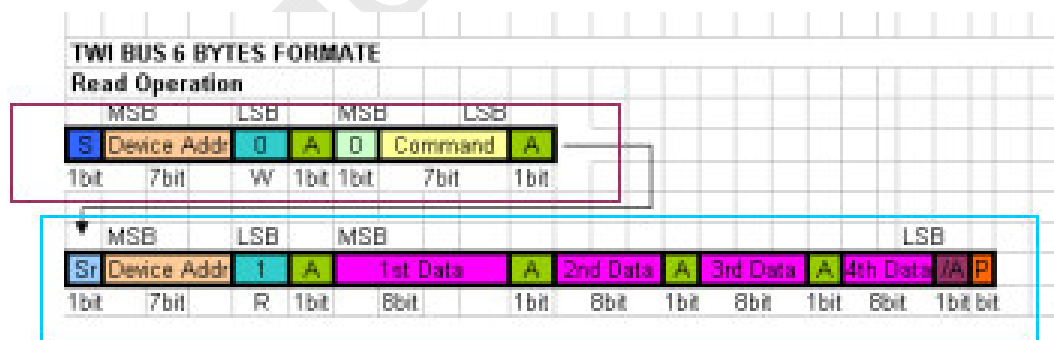 TWI BUS 6 BYTES FORMATE
Read Operation
MSB LSB MSB LSB
S Device Addr 0 A 0 Command A
1bit 7bit W 1bit 1bit 7bit 1bit
MSB LSB MSB LSB
Sr Device Addr 1 A 1st Data A 2nd Data A 3rd Data A 4th Data /A P
1bit 7bit R 1bit 8bit 1bit 8bit 1bit 8bit 1bit 8bit 1bit bit